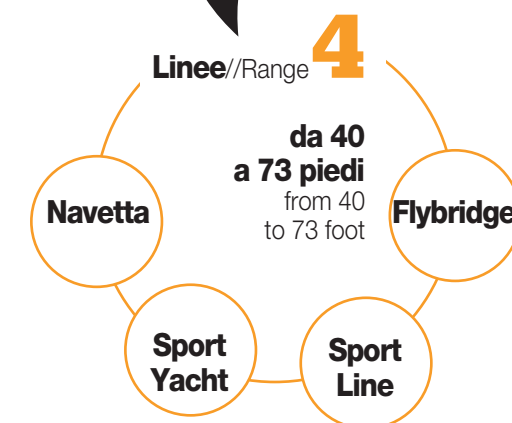 Linee//Range 4
da 40
a 73 piedi
from 40
to 73 foot
Navetta
Flybridge
Sport
Yacht
Sport
Line